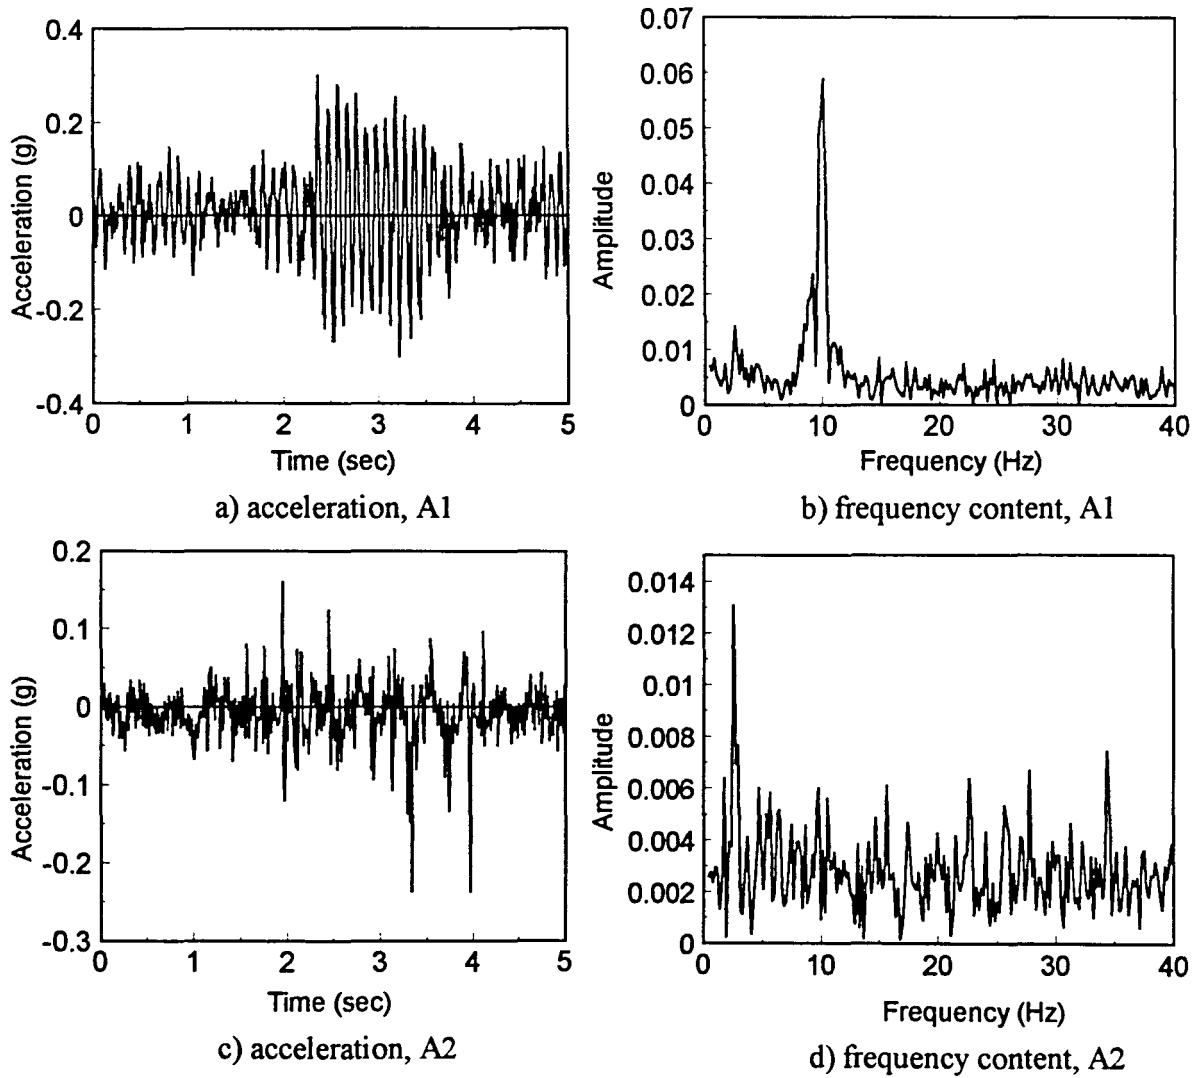 0.4
0.2
0
-0.2
-0.4
Acceleration (g)
0 1 2 3 4 5
Time (sec)
a) acceleration, A1
0.07
0.06
0.05
0.04
0.03
0.02
0.01
0
Amplitude
0 10 20 30 40
Frequency (Hz)
b) frequency content, A1
0.2
0.1
0
-0.1
-0.2
-0.3
Acceleration (g)
0 1 2 3 4 5
Time (sec)
c) acceleration, A2
0.014
0.012
0.01
0.008
0.006
0.004
0.002
0
Amplitude
0 10 20 30 40
Frequency (Hz)
d) frequency content, A2